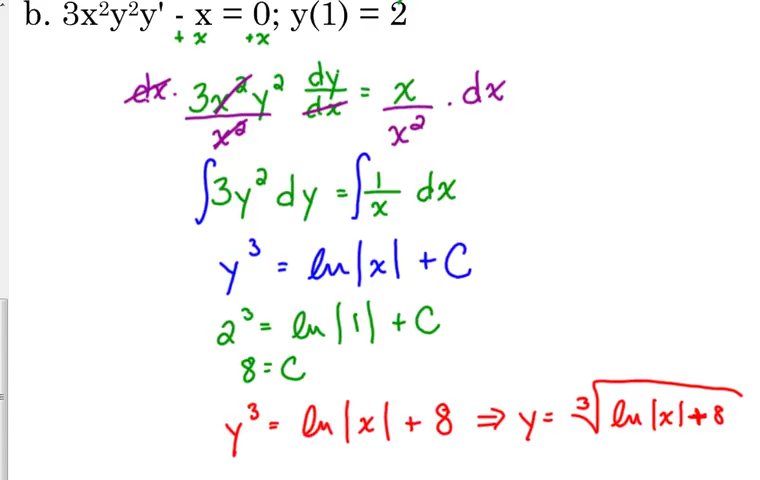 b. 3x²y²y' - x = 0; y(1) = 2
+ x +x
dx · 3x²y²/x² dy/dx = x/x² · dx
∫3y² dy = ∫1/x dx
y³ = ln|x| + C
2³ = ln|1| + C
8 = C
y³ = ln|x| + 8 ⇒ y = ∛(ln|x| + 8)